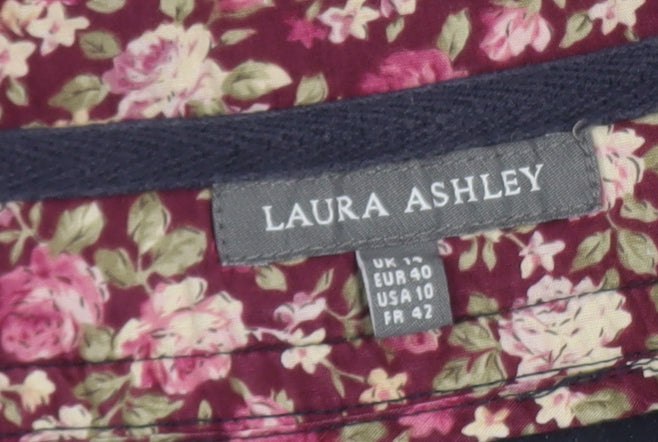 LAURA ASHLEY
UK 14
EUR 40
USA 10
FR 42